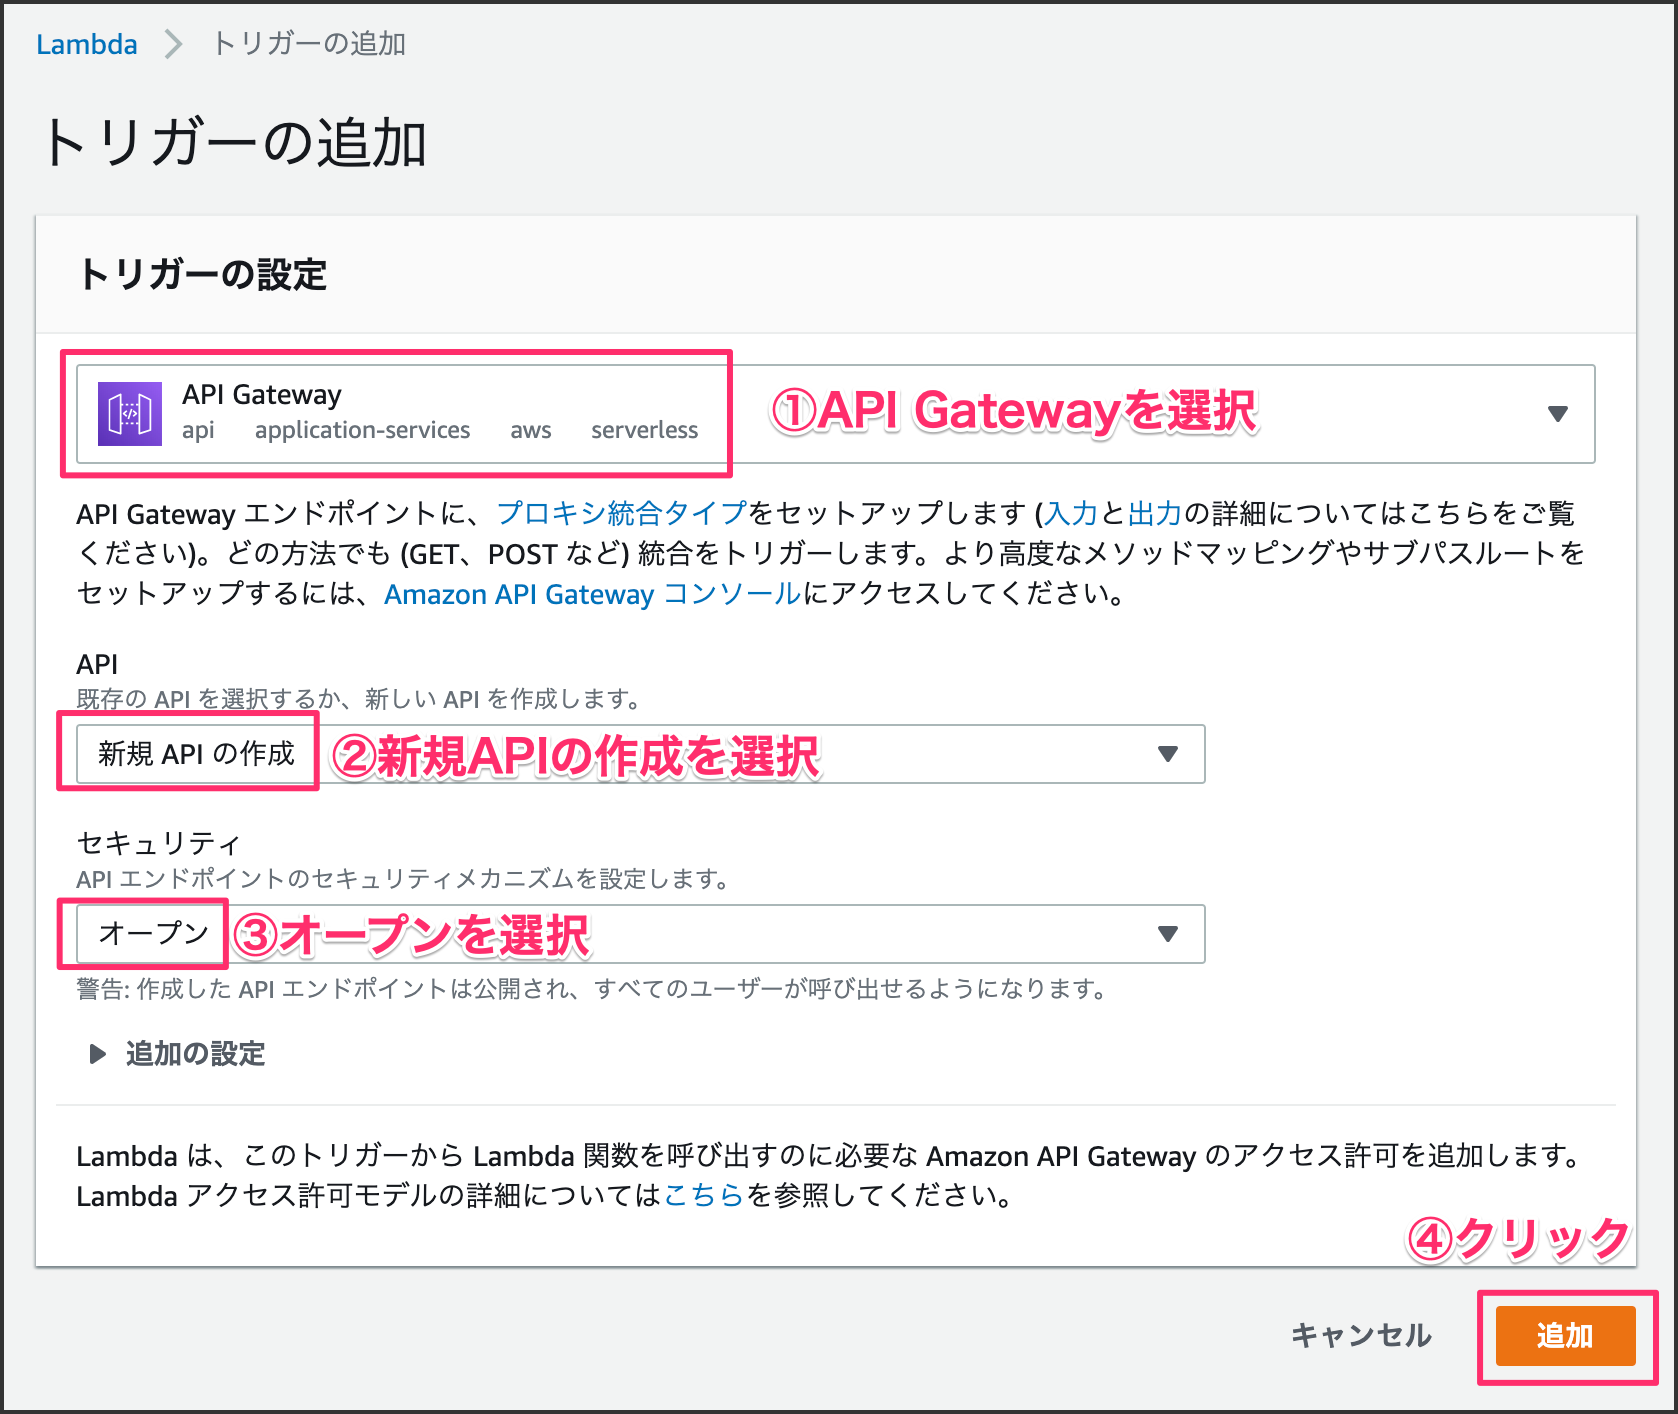 Lambda > トリガーの追加
トリガーの追加
トリガーの設定
API Gateway
api application-services aws serverless
①API Gatewayを選択
API Gateway エンドポイントに、プロキシ統合タイプをセットアップします (入力と出力の詳細についてはこちらをご覧
ください)。どの方法でも (GET、POST など) 統合をトリガーします。より高度なメソッドマッピングやサブパスルートを
セットアップするには、Amazon API Gateway コンソールにアクセスしてください。
API
既存の API を選択するか、新しい API を作成します。
新規 API の作成
②新規APIの作成を選択
セキュリティ
API エンドポイントのセキュリティメカニズムを設定します。
オープン
③オープンを選択
警告: 作成した API エンドポイントは公開され、すべてのユーザーが呼び出せるようになります。
追加の設定
Lambda は、このトリガーから Lambda 関数を呼び出すのに必要な Amazon API Gateway のアクセス許可を追加します。
Lambda アクセス許可モデルの詳細についてはこちらを参照してください。
④クリック
キャンセル
追加